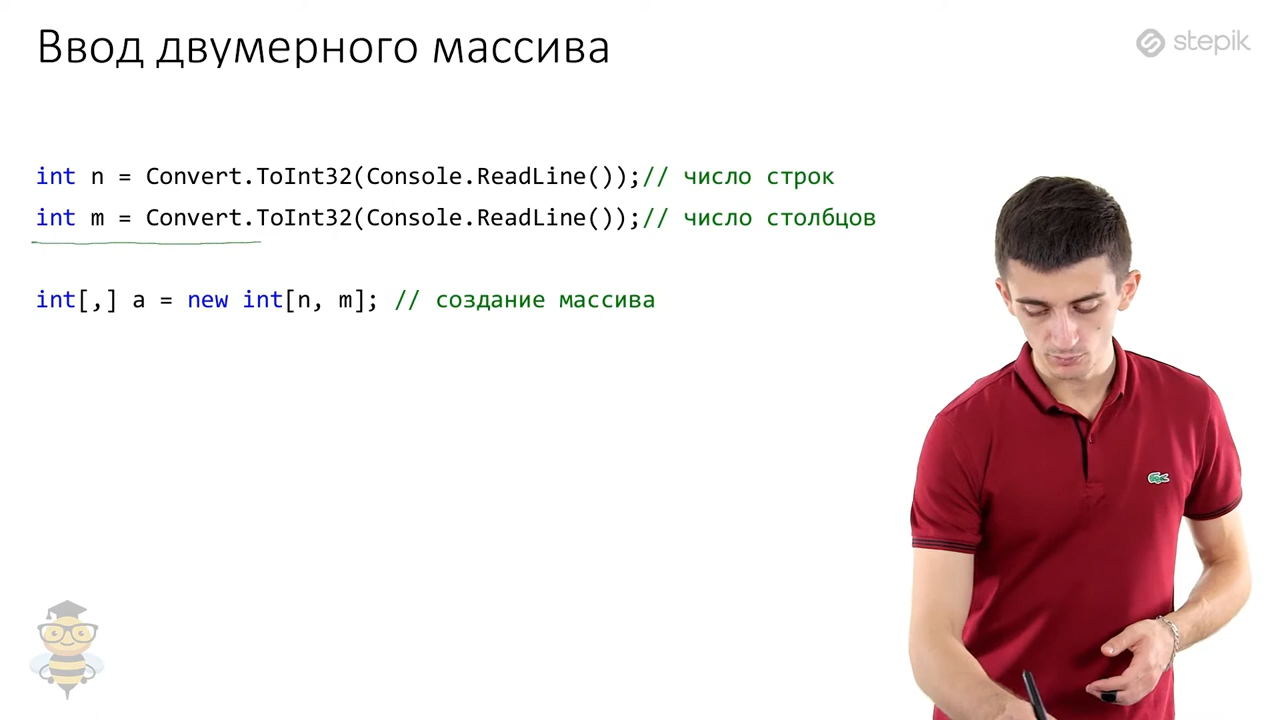 Ввод двумерного массива
stepik
int n = Convert.ToInt32(Console.ReadLine());// число строк
int m = Convert.ToInt32(Console.ReadLine());// число столбцов
int[,] a = new int[n, m]; // создание массива